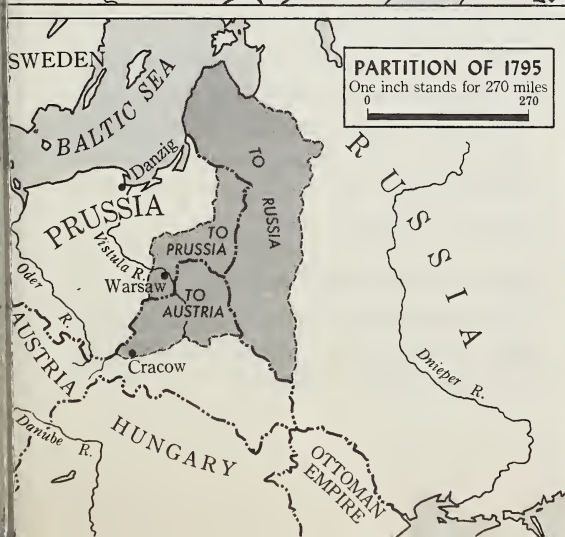 PARTITION OF 1795
One inch stands for 270 miles
0 270
SWEDEN
BALTIC SEA
Danzig
PRUSSIA
Vistula R.
Oder R.
Warsaw
TO RUSSIA
TO
PRUSSIA
TO
AUSTRIA
RUSSIA
AUSTRIA
Cracow
Dnieper R.
Danube R.
HUNGARY
OTTOMAN
EMPIRE